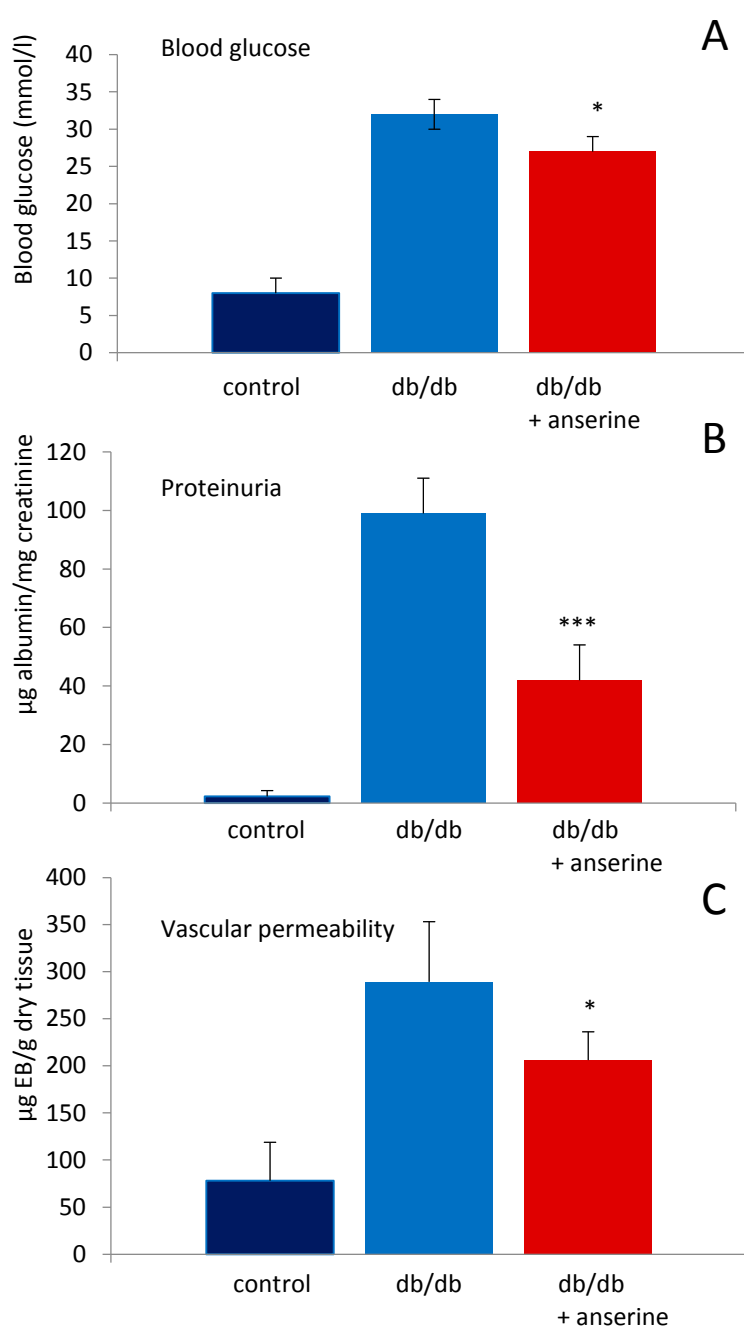 A
Blood glucose
Blood glucose (mmol/l)
40
35
30
25
20
15
10
5
0
*
control
db/db
db/db
+ anserine
B
Proteinuria
µg albumin/mg creatinine
120
100
80
60
40
20
0
***
control
db/db
db/db
+ anserine
C
Vascular permeability
µg EB/g dry tissue
400
350
300
250
200
150
100
50
0
*
control
db/db
db/db
+ anserine